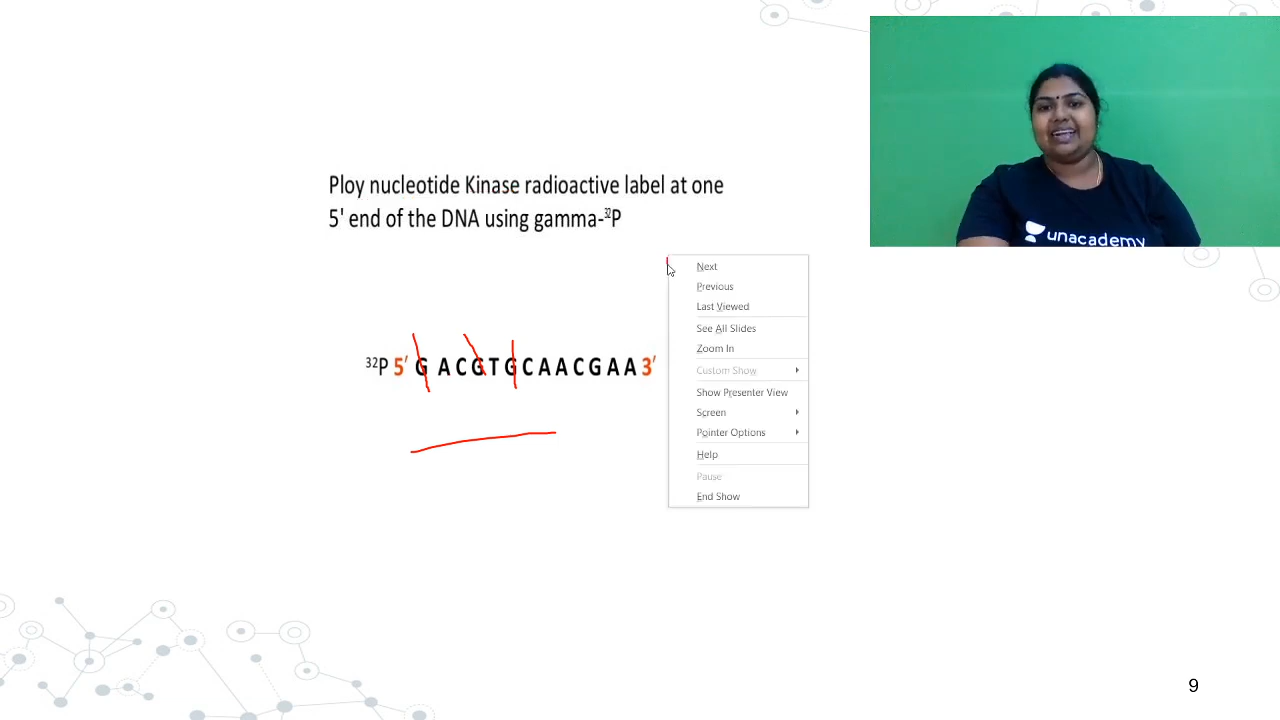 Ploy nucleotide Kinase radioactive label at one
5' end of the DNA using gamma-³²P
³²P 5' G A C G T G C A A C G A A 3'
unacademy
Next
Previous
Last Viewed
See All Slides
Zoom In
Custom Show
Show Presenter View
Screen
Pointer Options
Help
Pause
End Show
9